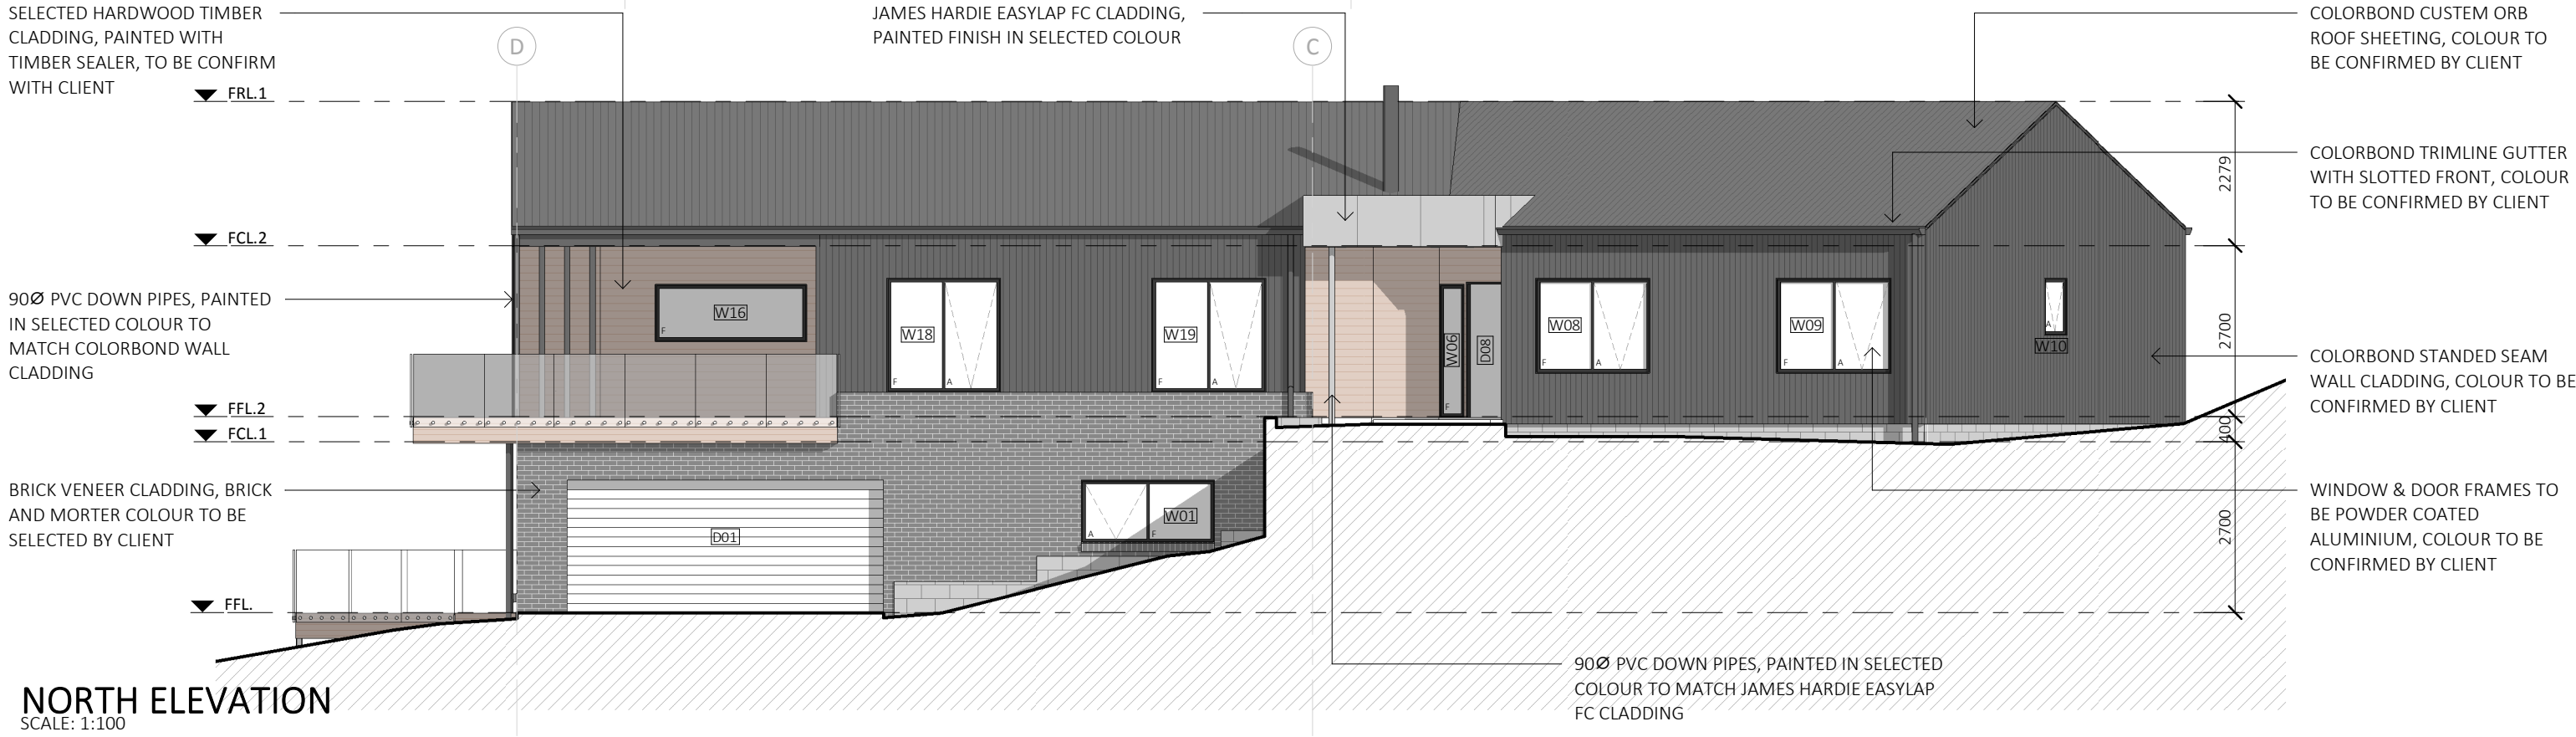 SELECTED HARDWOOD TIMBER
CLADDING, PAINTED WITH
TIMBER SEALER, TO BE CONFIRM
WITH CLIENT
JAMES HARDIE EASYLAP FC CLADDING,
PAINTED FINISH IN SELECTED COLOUR
COLORBOND CUSTEM ORB
ROOF SHEETING, COLOUR TO
BE CONFIRMED BY CLIENT
D
C
FRL.1
2279
COLORBOND TRIMLINE GUTTER
WITH SLOTTED FRONT, COLOUR
TO BE CONFIRMED BY CLIENT
FCL.2
90Ø PVC DOWN PIPES, PAINTED
IN SELECTED COLOUR TO
MATCH COLORBOND WALL
CLADDING
W16
F
W18
F
A
W19
F
A
W06
F
D08
W08
F
A
W09
F
A
A
W10
2700
COLORBOND STANDED SEAM
WALL CLADDING, COLOUR TO BE
CONFIRMED BY CLIENT
FFL.2
FCL.1
400
BRICK VENEER CLADDING, BRICK
AND MORTER COLOUR TO BE
SELECTED BY CLIENT
D01
W01
A
F
2700
WINDOW & DOOR FRAMES TO
BE POWDER COATED
ALUMINIUM, COLOUR TO BE
CONFIRMED BY CLIENT
FFL.
90Ø PVC DOWN PIPES, PAINTED IN SELECTED
COLOUR TO MATCH JAMES HARDIE EASYLAP
FC CLADDING
NORTH ELEVATION
SCALE: 1:100